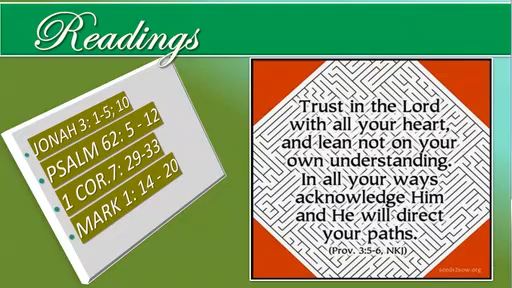 Readings
JONAH 3: 1-5; 10
PSALM 62: 5 - 12
1 COR.7: 29-33
MARK 1: 14 - 20
Trust in the Lord
with all your heart,
and lean not on your
own understanding.
In all your ways
acknowledge Him
and He will direct
your paths.
(Prov. 3:5-6, NKJ)
seeds2sow.org